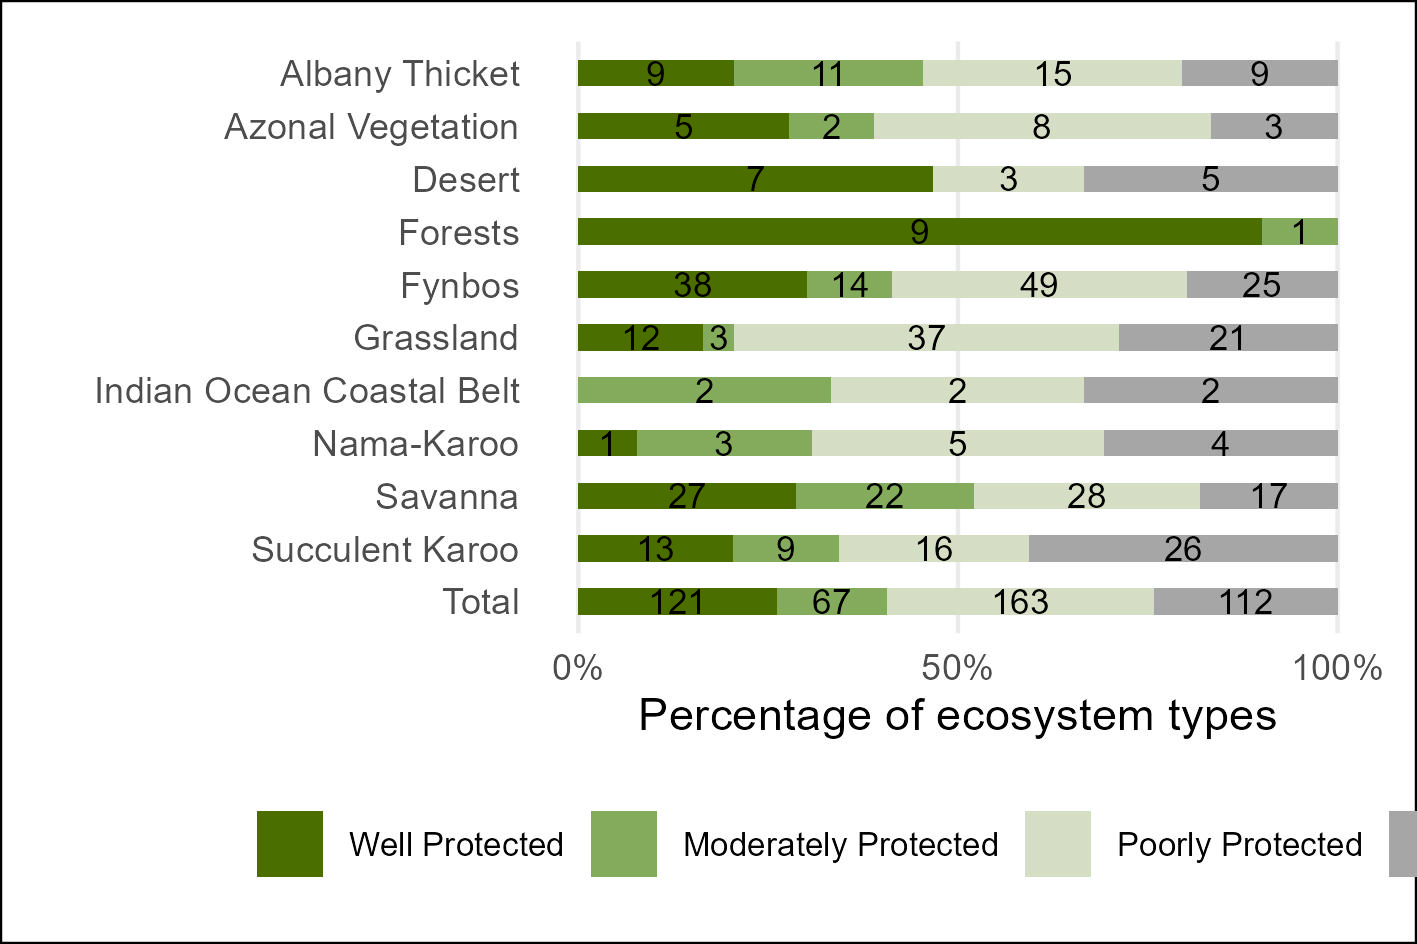 Albany Thicket 9 11 15 9
Azonal Vegetation 5 2 8 3
Desert 7 3 5
Forests 9 1
Fynbos 38 14 49 25
Grassland 12 3 37 21
Indian Ocean Coastal Belt 2 2 2
Nama-Karoo 1 3 5 4
Savanna 27 22 28 17
Succulent Karoo 13 9 16 26
Total 121 67 163 112
0% 50% 100%
Percentage of ecosystem types
Well Protected Moderately Protected Poorly Protected